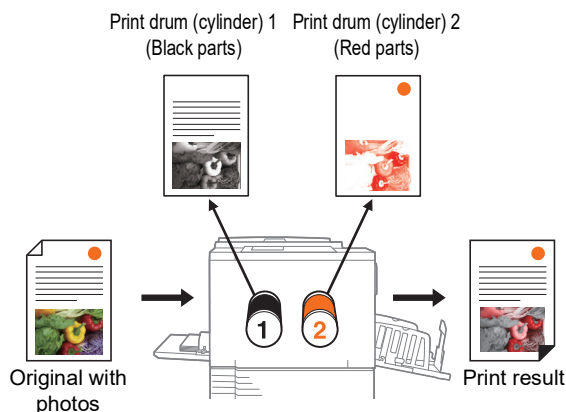 Print drum (cylinder) 1
(Black parts)
Print drum (cylinder) 2
(Red parts)
1
2
Original with
photos
Print result